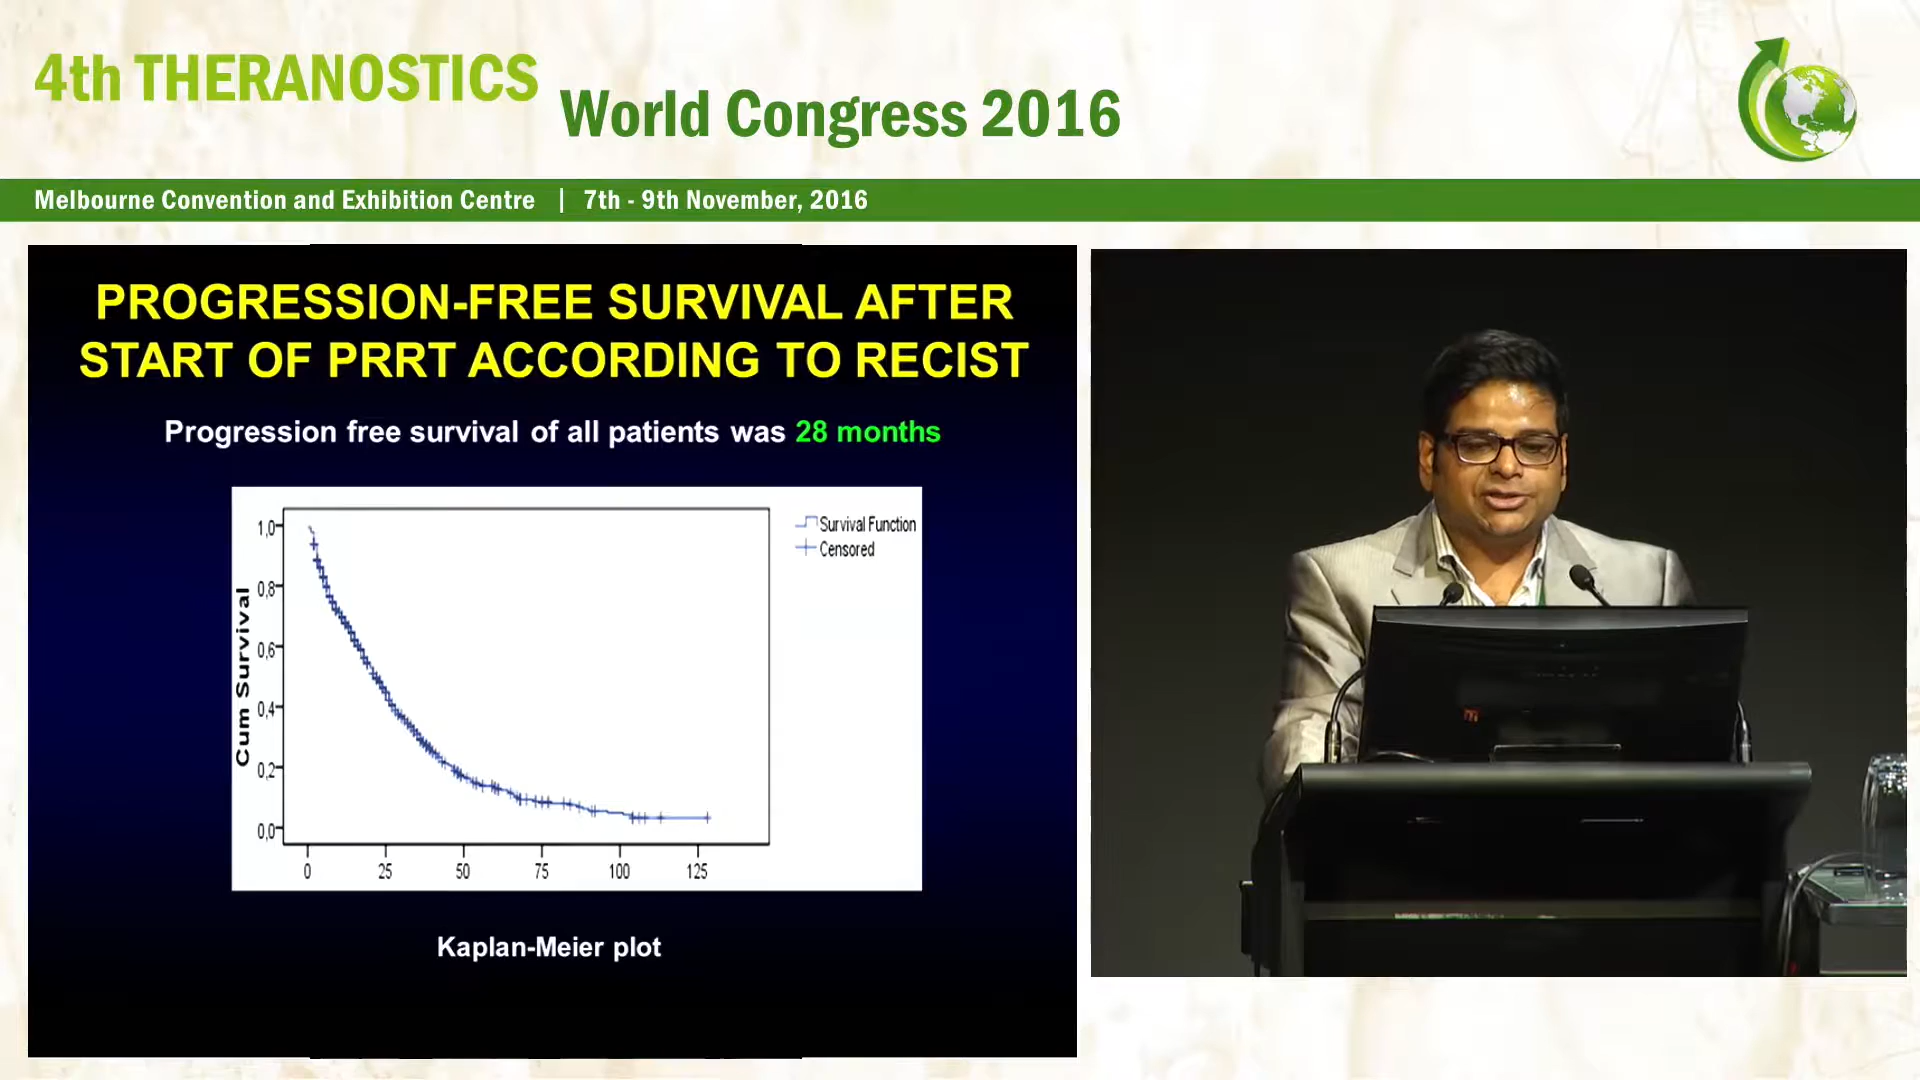 4th THERANOSTICS
World Congress 2016
Melbourne Convention and Exhibition Centre | 7th - 9th November, 2016
PROGRESSION-FREE SURVIVAL AFTER
START OF PRRT ACCORDING TO RECIST
Progression free survival of all patients was 28 months
Survival Function
Censored
Cum Survival
1,0
0,8
0,6
0,4
0,2
0,0
0 25 50 75 100 125
Kaplan-Meier plot